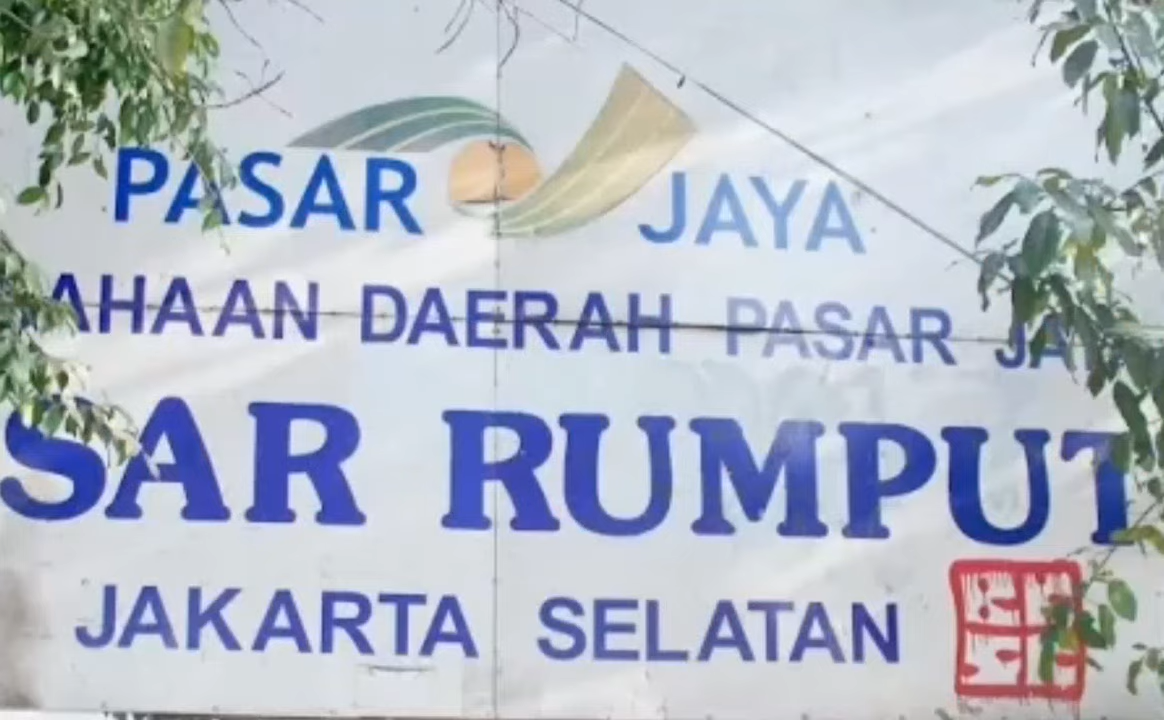 PASAR JAYA
AHAAN DAERAH PASAR JA
SAR RUMPUT
JAKARTA SELATAN